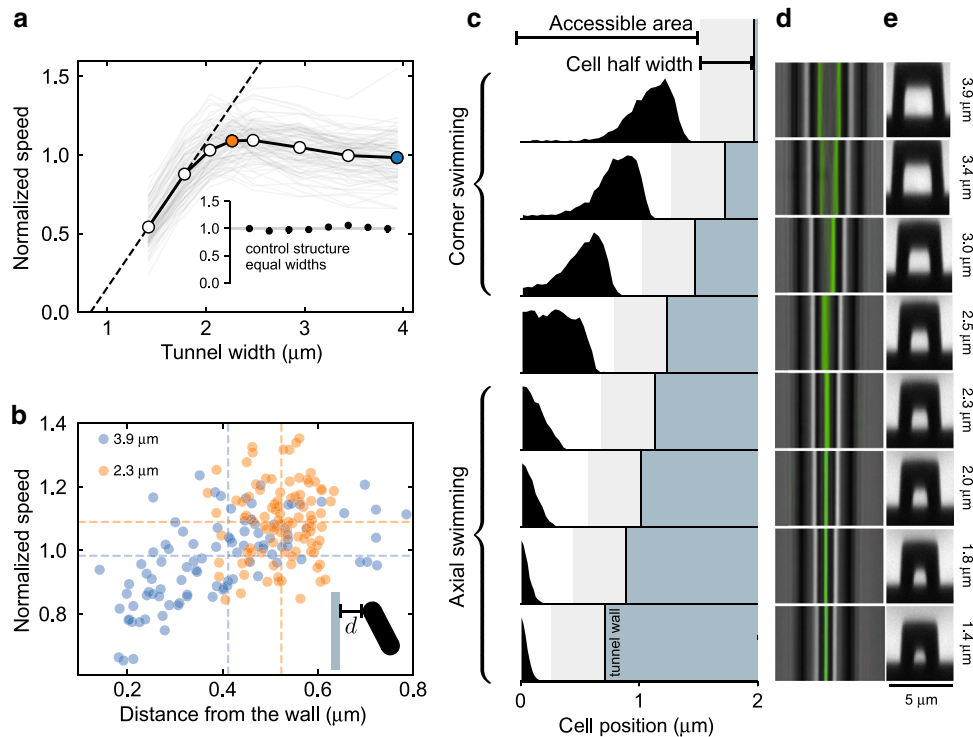 a
Normalized speed
1.5
1.0
0.5
0.0
1.5
1.0
0.5
0.0
control structure
equal widths
1
2
3
4
Tunnel width (μm)
b
Normalized speed
1.4
1.2
1.0
0.8
3.9 μm
2.3 μm
d
0.2
0.4
0.6
0.8
Distance from the wall (μm)
c
Accessible area
Cell half width
Corner swimming
Axial swimming
tunnel wall
0
1
2
Cell position (μm)
d
e
3.9 μm
3.4 μm
3.0 μm
2.5 μm
2.3 μm
2.0 μm
1.8 μm
1.4 μm
5 μm